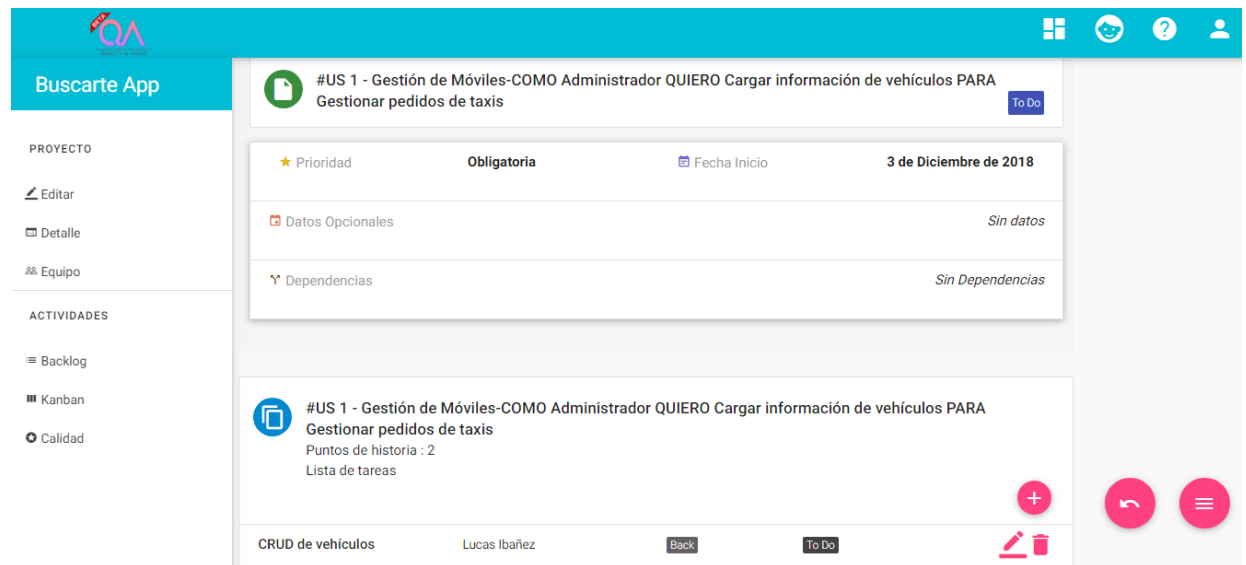 BETA
QA
QUALITY & AGILE
Buscarte App
PROYECTO
Editar
Detalle
Equipo
ACTIVIDADES
Backlog
Kanban
Calidad
#US 1 - Gestión de Móviles-COMO Administrador QUIERO Cargar información de vehículos PARA
Gestionar pedidos de taxis
To Do
Prioridad Obligatoria Fecha Inicio 3 de Diciembre de 2018
Datos Opcionales Sin datos
Dependencias Sin Dependencias
#US 1 - Gestión de Móviles-COMO Administrador QUIERO Cargar información de vehículos PARA
Gestionar pedidos de taxis
Puntos de historia : 2
Lista de tareas
CRUD de vehículos Lucas Ibañez Back To Do